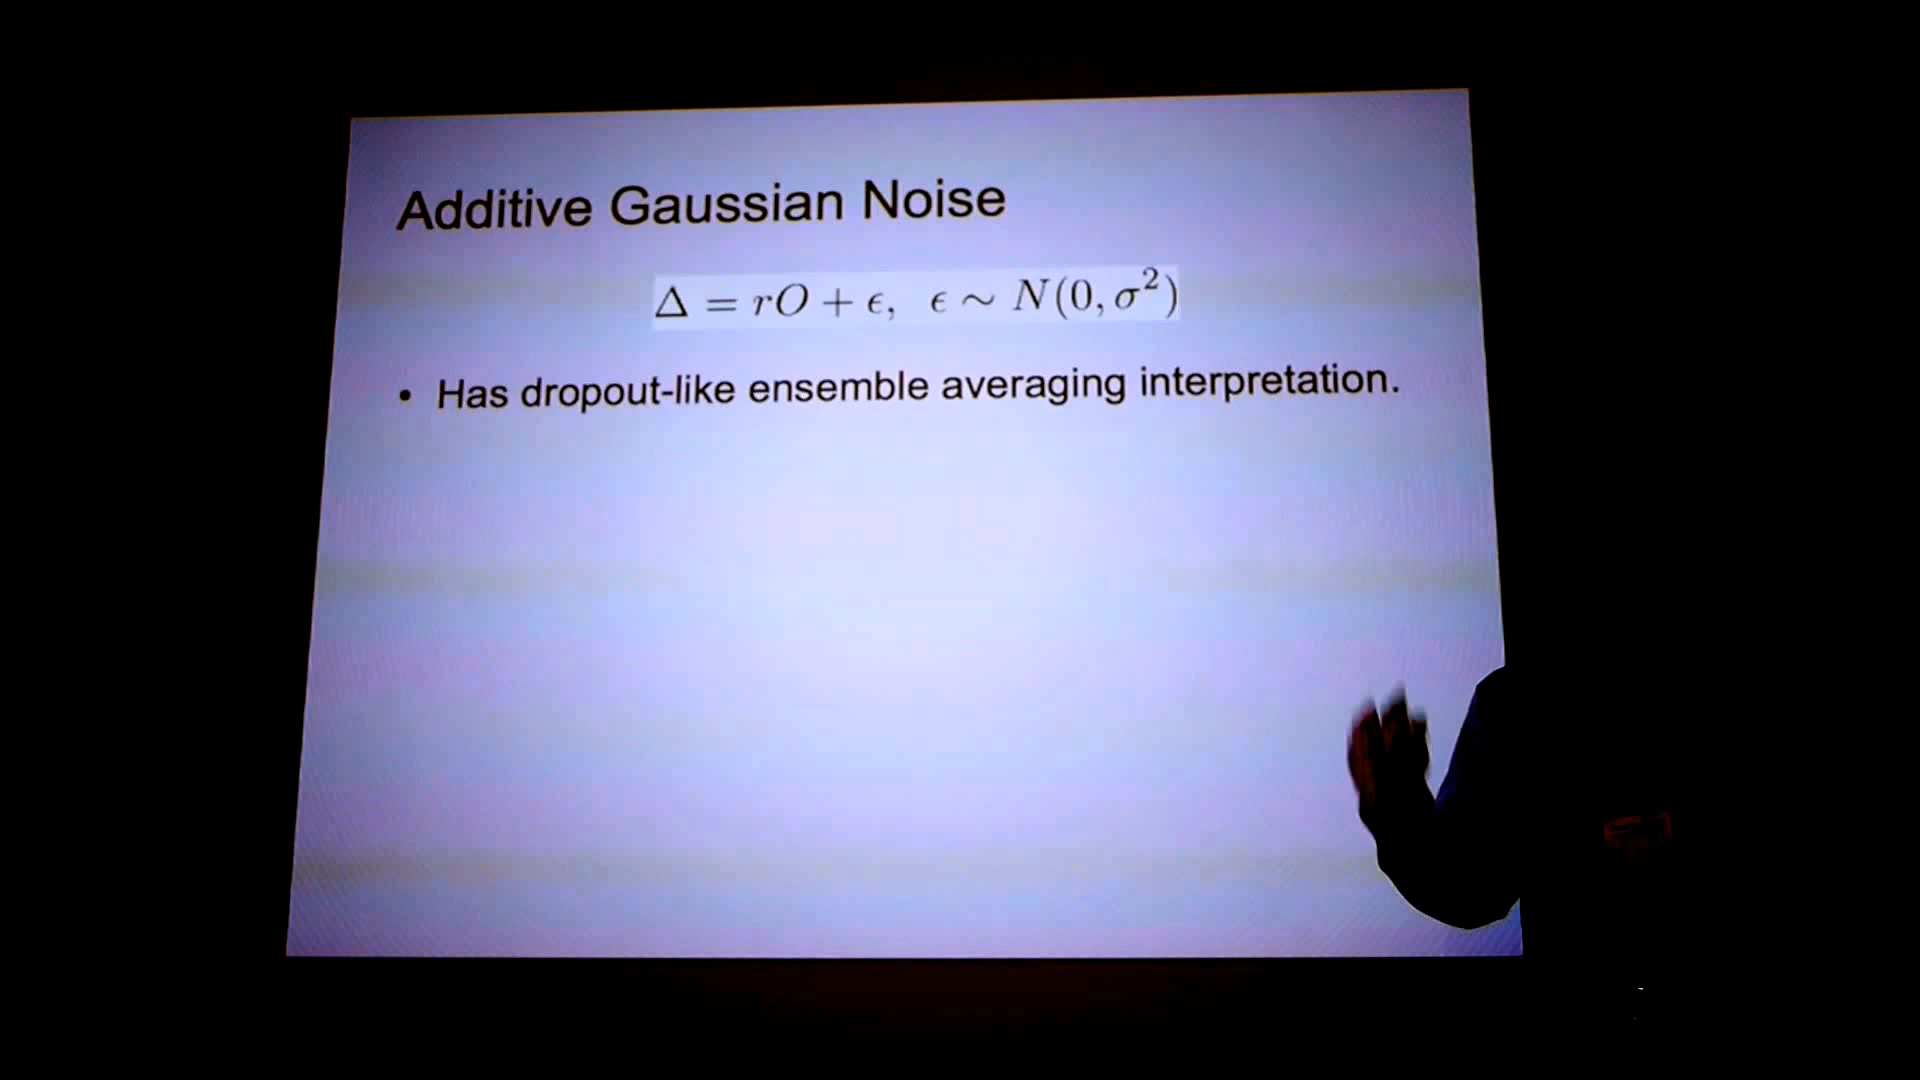 Additive Gaussian Noise
Δ = rO + ϵ, ϵ ∼ N(0, σ²)
• Has dropout-like ensemble averaging interpretation.